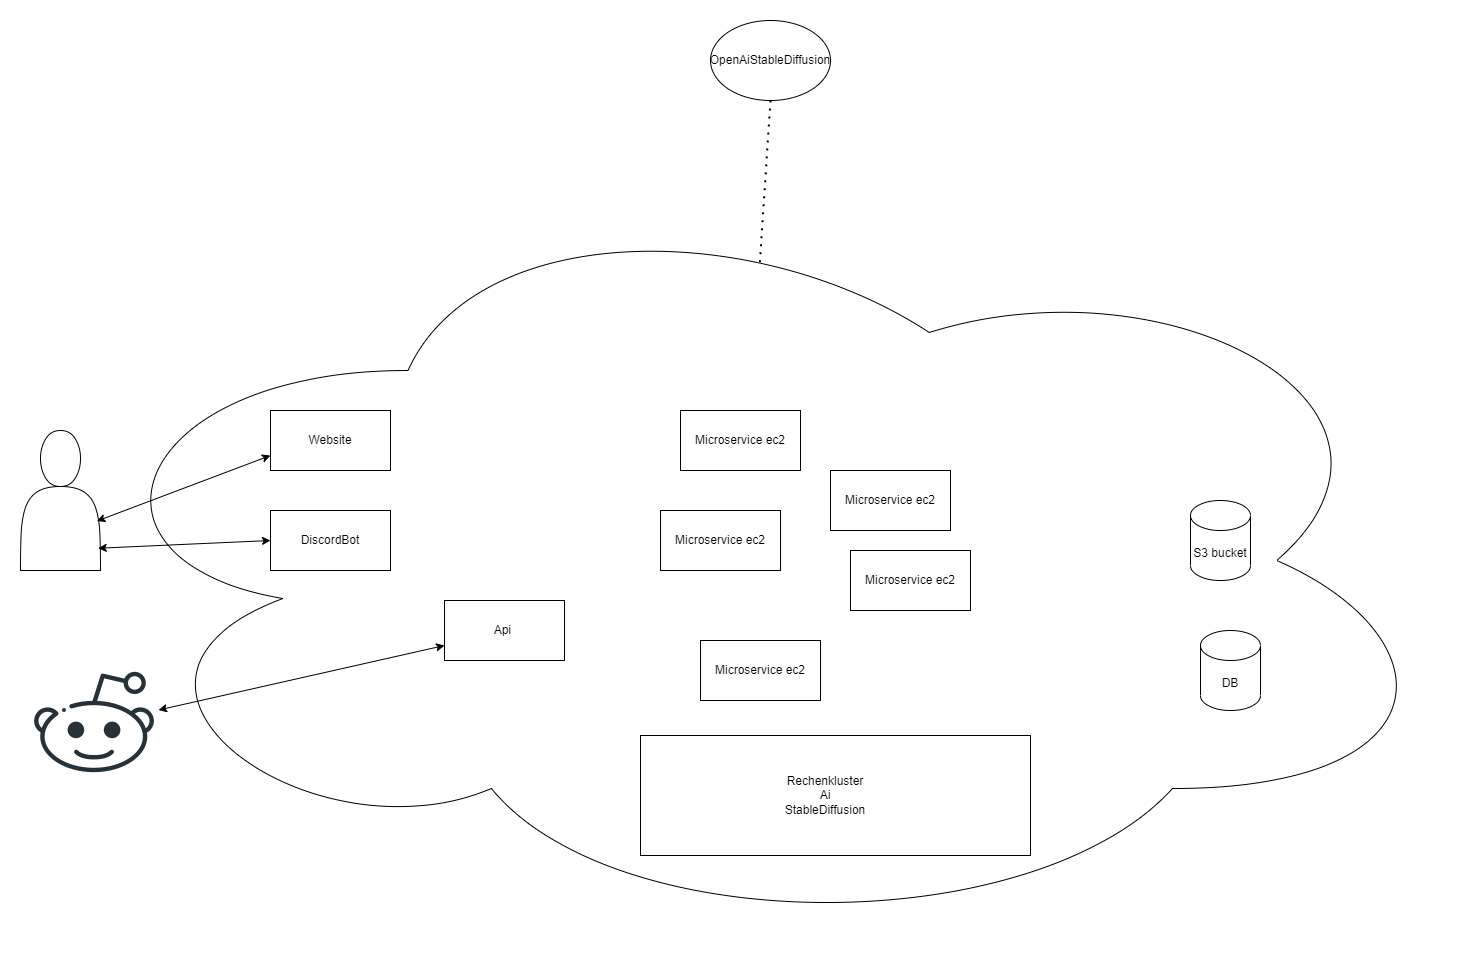 OpenAiStableDiffusion
Website
Microservice ec2
Microservice ec2
DiscordBot
Microservice ec2
S3 bucket
Microservice ec2
Api
Microservice ec2
DB
Rechenkluster
Ai
StableDiffusion